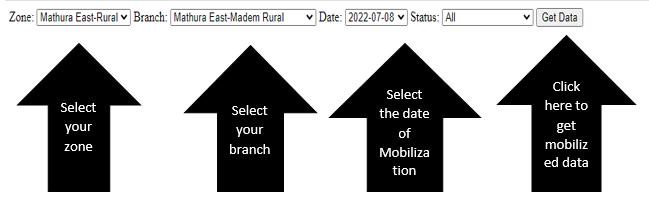 Zone: Mathura East-Rural Branch: Mathura East-Madem Rural Date: 2022-07-08 Status: All Get Data
Select
your
zone
Select
your
branch
Select
the date
of
Mobiliza
tion
Click
here to
get
mobiliz
ed data